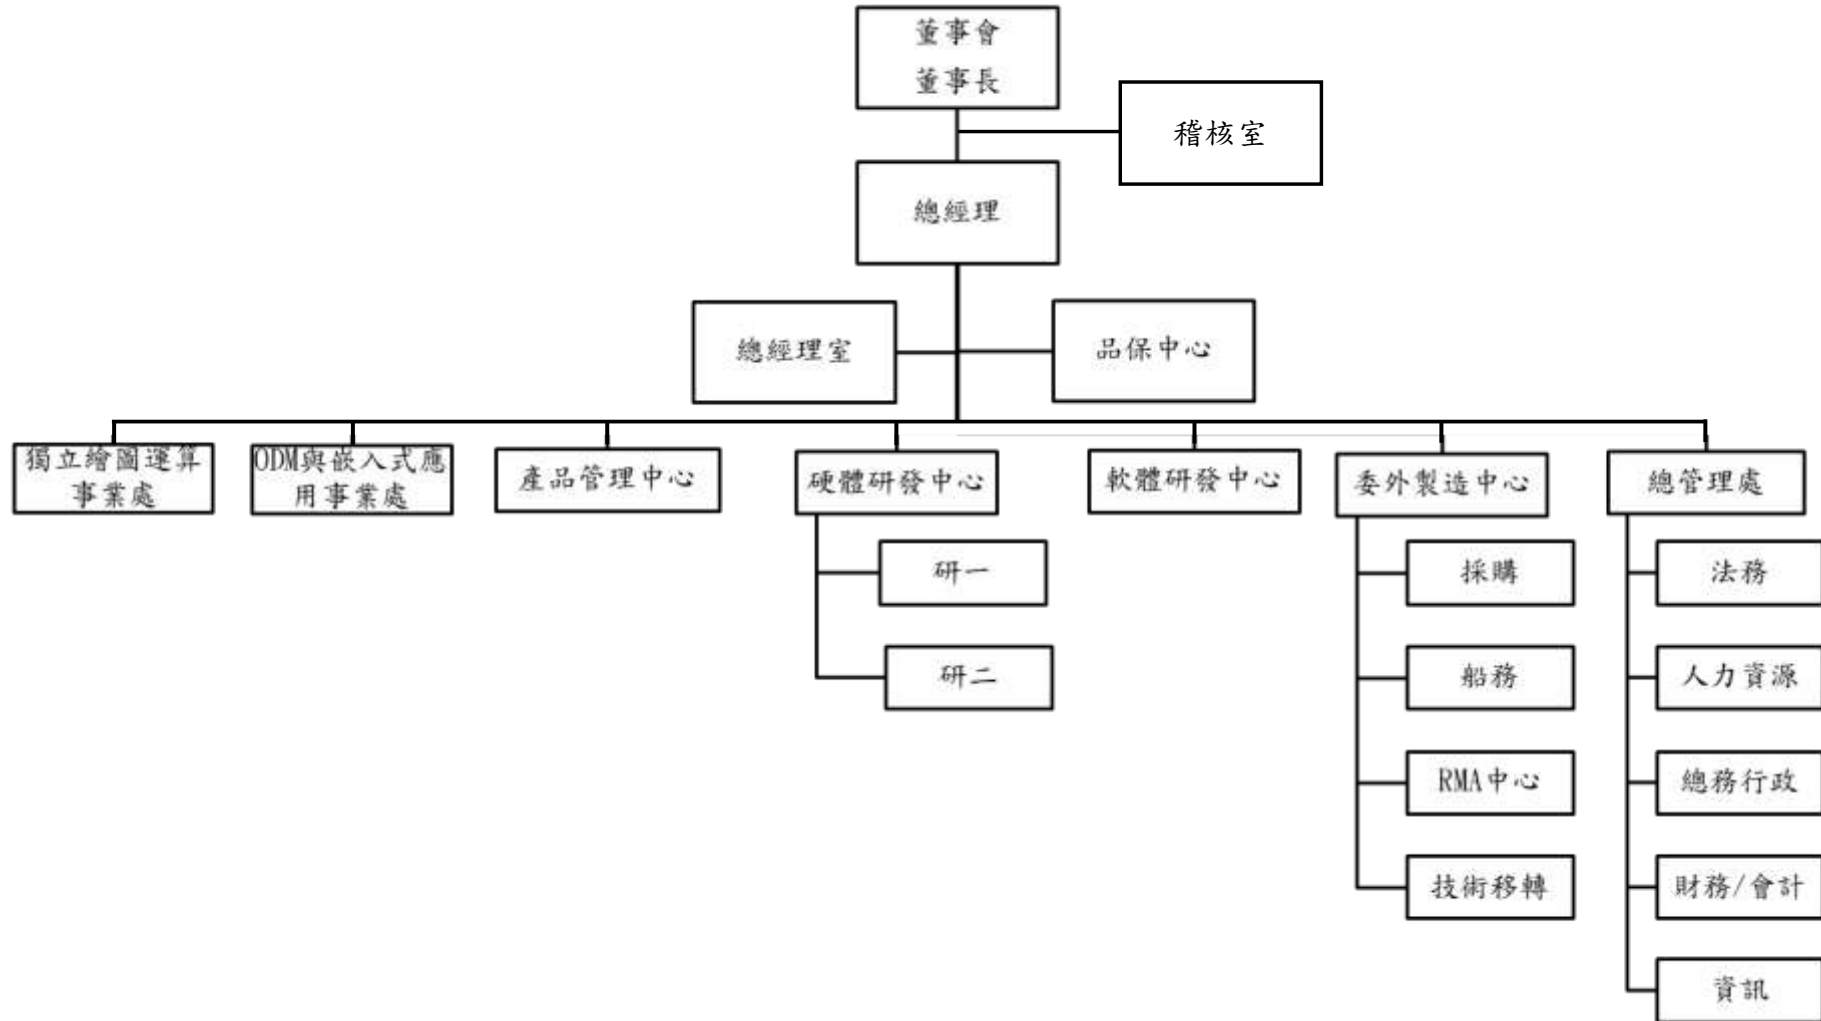 董事會
董事長
稽核室
總經理
總經理室
品保中心
獨立繪圖運算
事業處
ODM與嵌入式應
用事業處
產品管理中心
硬體研發中心
軟體研發中心
委外製造中心
總管理處
研一
研二
採購
船務
RMA中心
技術移轉
法務
人力資源
總務行政
財務/會計
資訊